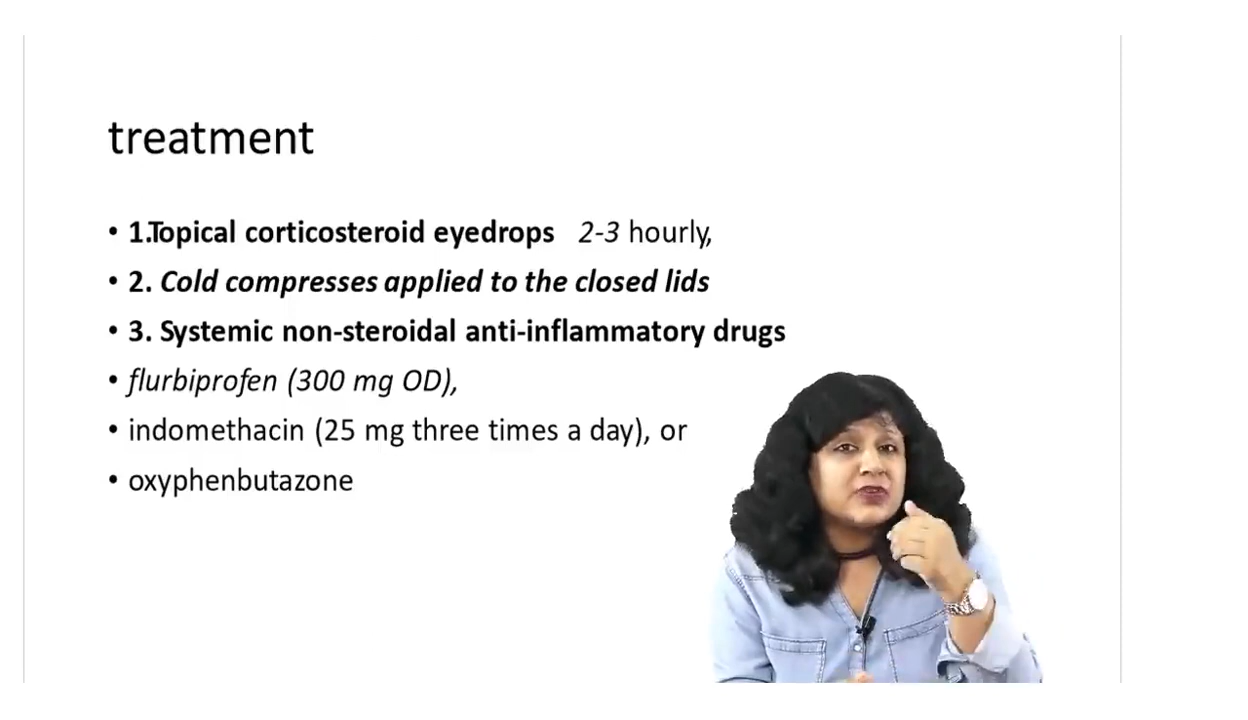 treatment
• 1.Topical corticosteroid eyedrops 2-3 hourly,
• 2. Cold compresses applied to the closed lids
• 3. Systemic non-steroidal anti-inflammatory drugs
• flurbiprofen (300 mg OD),
• indomethacin (25 mg three times a day), or
• oxyphenbutazone